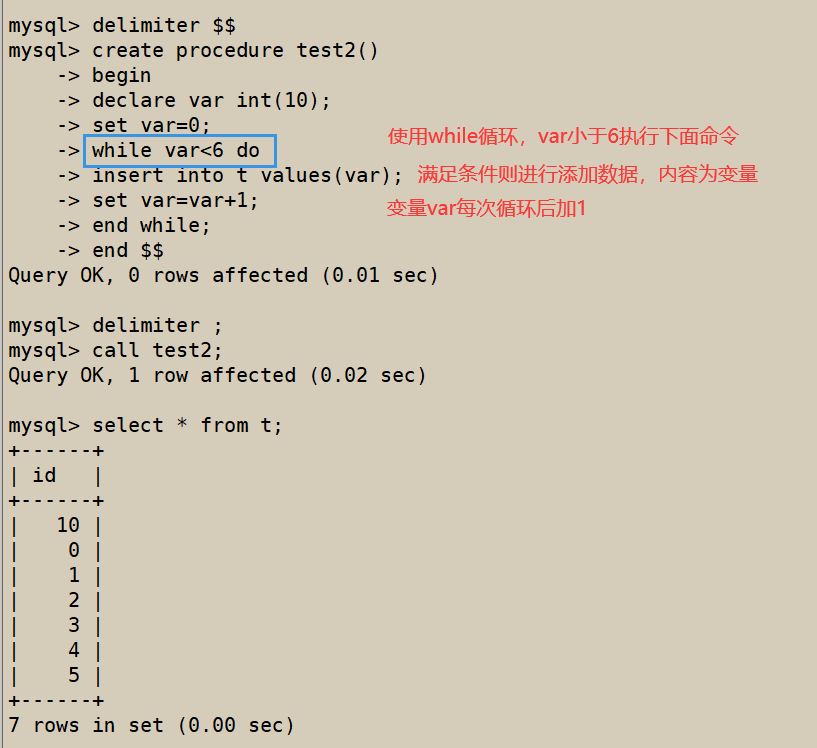 mysql> delimiter $$
mysql> create procedure test2()
    -> begin
    -> declare var int(10);
    -> set var=0;
使用while循环，var小于6执行下面命令
    -> while var<6 do
    -> insert into t values(var);
满足条件则进行添加数据，内容为变量
    -> set var=var+1;
变量var每次循环后加1
    -> end while;
    -> end $$
Query OK, 0 rows affected (0.01 sec)
mysql> delimiter ;
mysql> call test2;
Query OK, 1 row affected (0.02 sec)
mysql> select * from t;
+------+
| id   |
+------+
|   10 |
|    0 |
|    1 |
|    2 |
|    3 |
|    4 |
|    5 |
+------+
7 rows in set (0.00 sec)